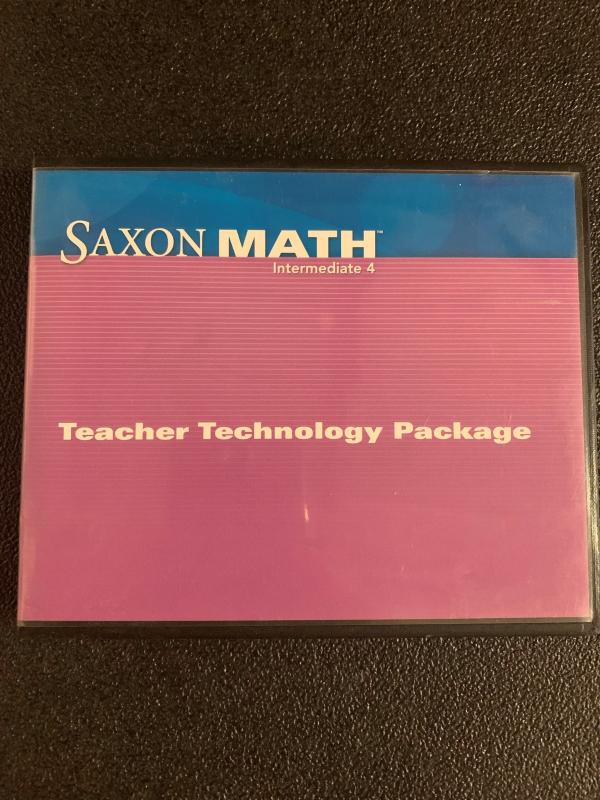 SAXON MATH™
Intermediate 4
Teacher Technology Package